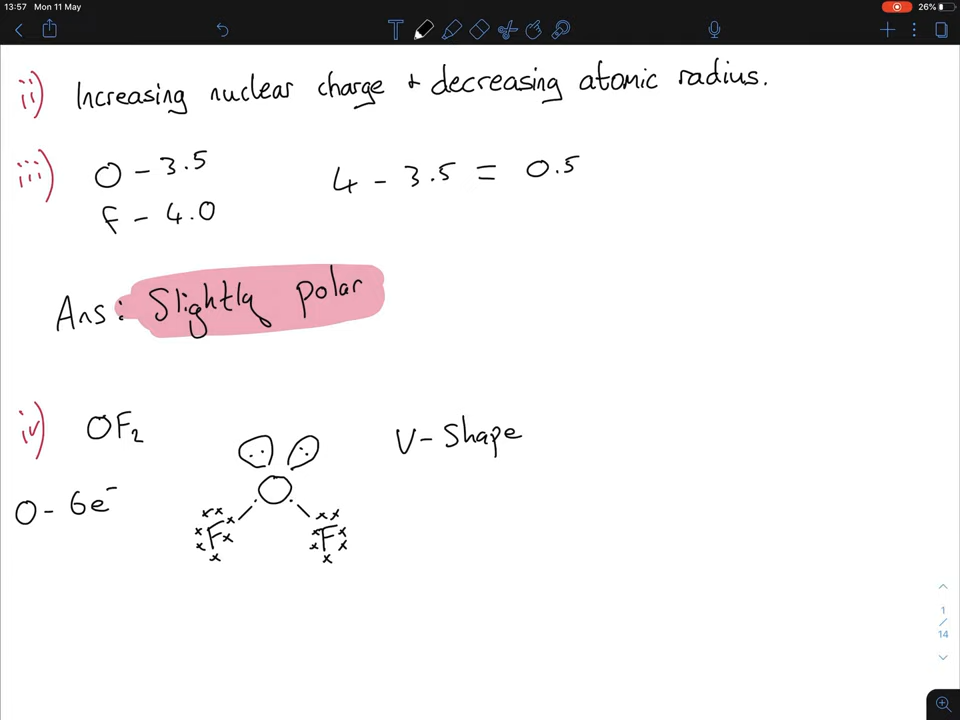 13:57 Mon 11 May
26%
ii) Increasing nuclear charge + decreasing atomic radius.
iii) O - 3.5 4 - 3.5 = 0.5
F - 4.0
Ans: Slightly polar
iv) OF₂ V-Shape
O - 6e⁻
O
F F
1
/
14